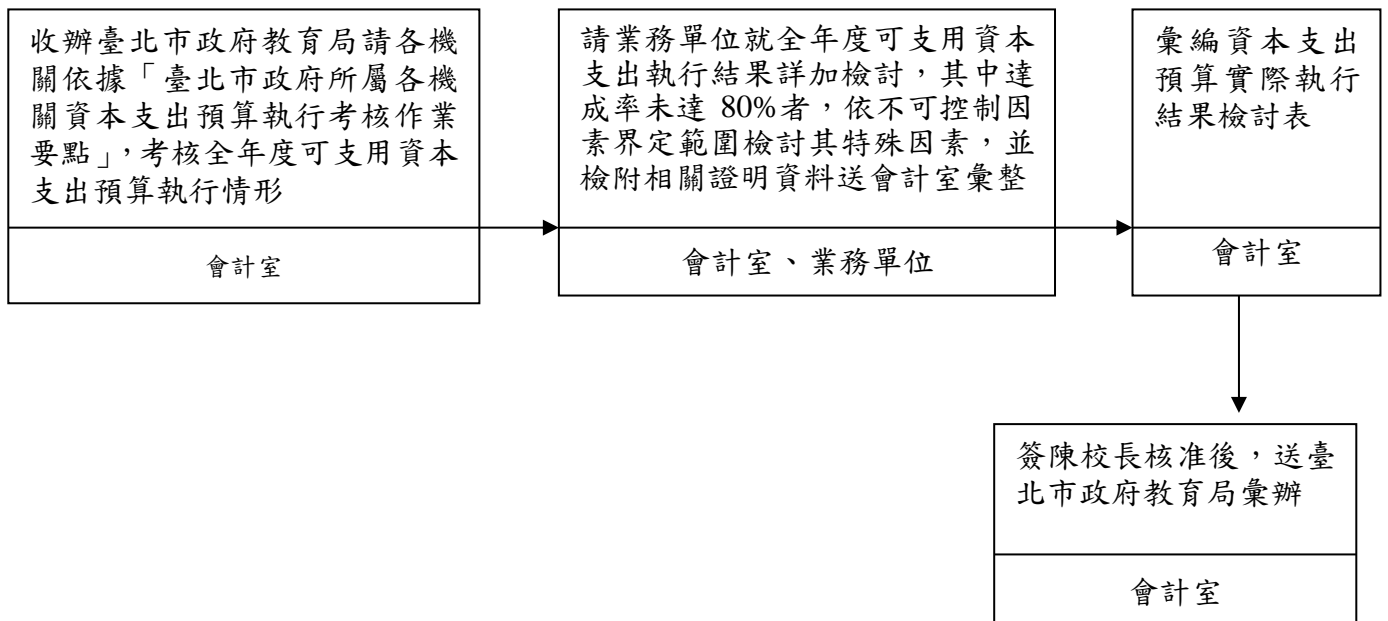 收辦臺北市政府教育局請各機
關依據「臺北市政府所屬各機
關資本支出預算執行考核作業
要點」，考核全年度可支用資本
支出預算執行情形
會計室
請業務單位就全年度可支用資本
支出執行結果詳加檢討，其中達
成率未達 80%者，依不可控制因
素界定範圍檢討其特殊因素，並
檢附相關證明資料送會計室彙整
會計室、業務單位
彙編資本支出
預算實際執行
結果檢討表
會計室
簽陳校長核准後，送臺
北市政府教育局彙辦
會計室